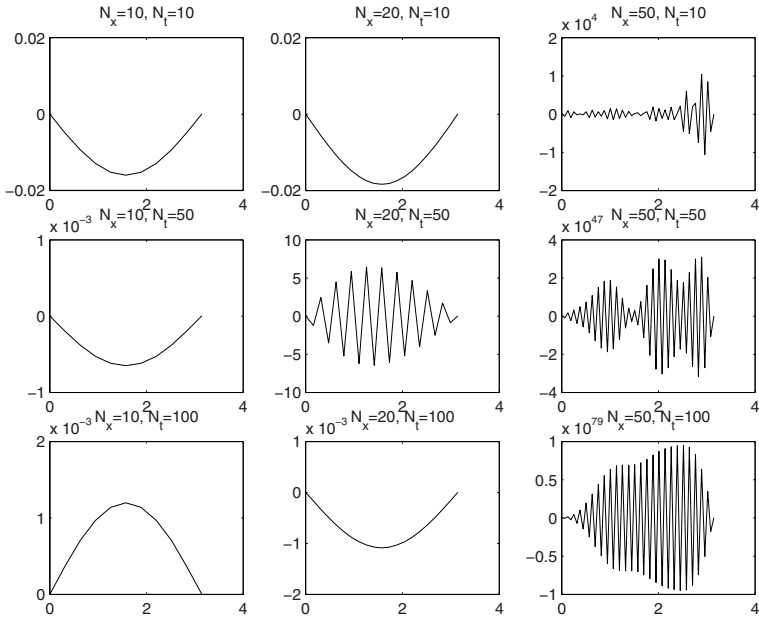 N_x=10, N_t=10
0.02
0
−0.02
0 2 4
N_x=20, N_t=10
0.02
0
−0.02
0 2 4
x 10^4 N_x=50, N_t=10
2
1
0
−1
−2
0 2 4
x 10^−3 N_x=10, N_t=50
1
0
−1
0 2 4
N_x=20, N_t=50
10
5
0
−5
−10
0 2 4
x 10^47 N_x=50, N_t=50
4
2
0
−2
−4
0 2 4
x 10^−3 N_x=10, N_t=100
2
1
0
0 2 4
x 10^−3 N_x=20, N_t=100
1
0
−1
−2
0 2 4
x 10^79 N_x=50, N_t=100
1
0.5
0
−0.5
−1
0 2 4